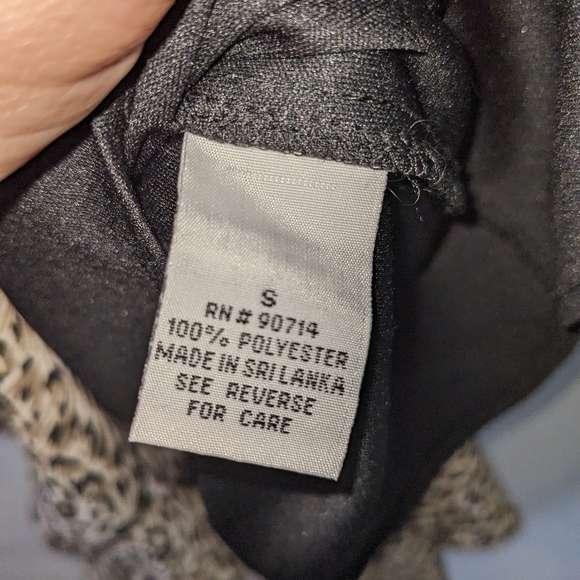 S
RN# 90714
100% POLYESTER
MADE IN SRI LANKA
SEE REVERSE
FOR CARE